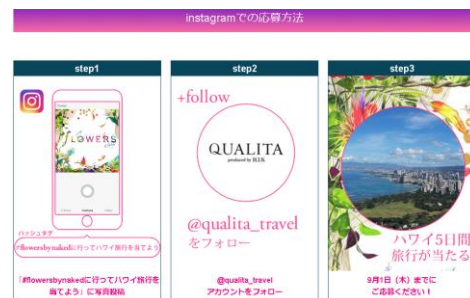 instagramでの応募方法
step1
FLOWERS
ハッシュタグ
#flowersbynakedに行ってハワイ旅行を当てよう
「#flowersbynakedに行ってハワイ旅行を
当てよう」に写真投稿
step2
+follow
QUALITA
produced by H.I.S.
@qualita_travel
をフォロー
@qualita_travel
アカウントをフォロー
step3
ハワイ5日間
旅行が当たる
9月1日（木）までに
ご応募ください！